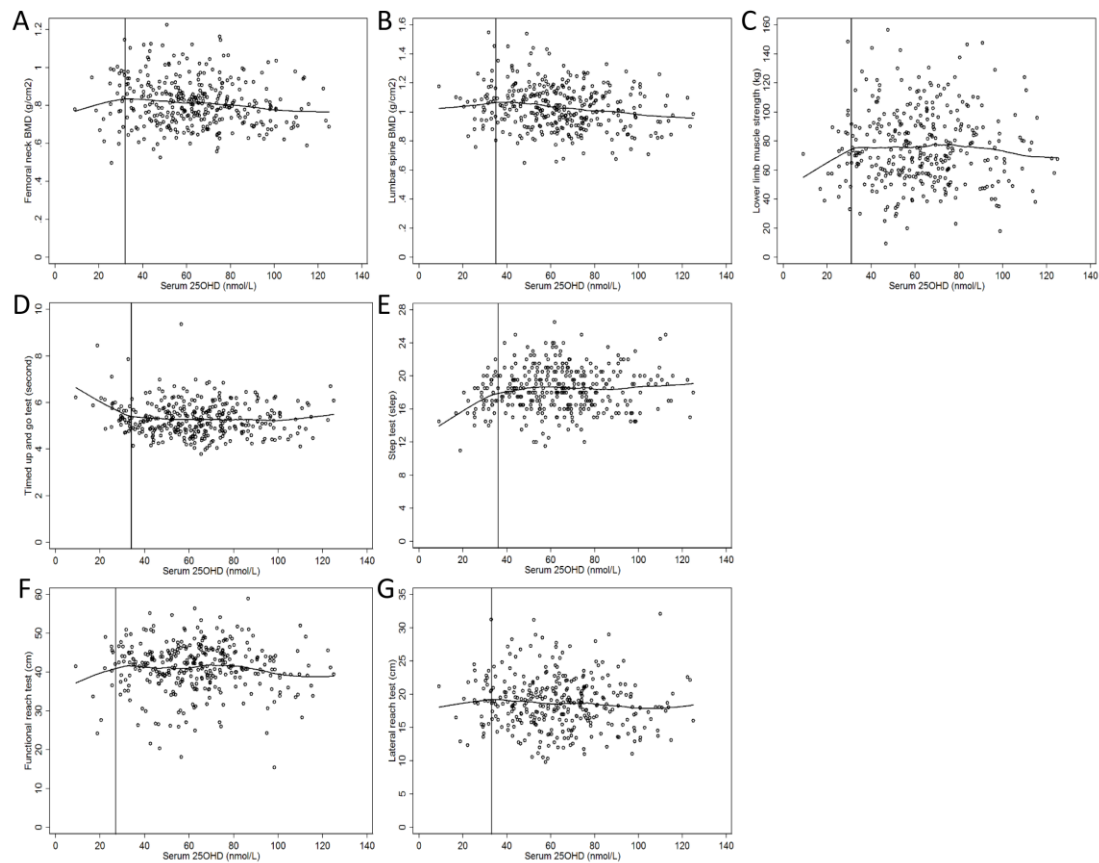 A
Femoral neck BMD (g/cm2)
1.2
1
.8
.6
.4
.2
0
0 20 40 60 80 100 120 140
Serum 25OHD (nmol/L)
B
Lumbar spine BMD (g/cm2)
1.6
1.4
1.2
1.0
.8
.6
.4
.2
0
0 20 40 60 80 100 120 140
Serum 25OHD (nmol/L)
C
Lower limb muscle strength (kg)
160
140
120
100
80
60
40
20
0
0 20 40 60 80 100 120 140
Serum 25OHD (nmol/L)
D
Timed up and go test (second)
10
8
6
4
2
0
0 20 40 60 80 100 120 140
Serum 25OHD (nmol/L)
E
Step test (step)
28
24
20
16
12
8
4
0
0 20 40 60 80 100 120 140
Serum 25OHD (nmol/L)
F
Functional reach test (cm)
60
50
40
30
20
10
0
0 20 40 60 80 100 120 140
Serum 25OHD (nmol/L)
G
Lateral reach test (cm)
35
30
25
20
15
10
5
0
0 20 40 60 80 100 120 140
Serum 25OHD (nmol/L)